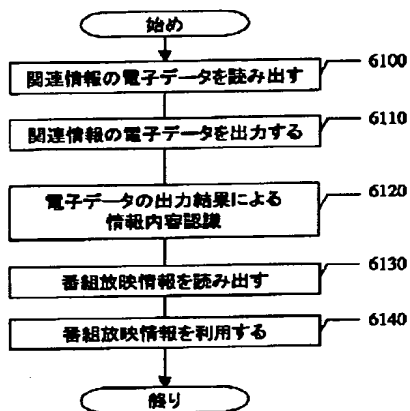 始め
関連情報の電子データを読み出す
6100
関連情報の電子データを出力する
6110
電子データの出力結果による
情報内容認識
6120
番組放映情報を読み出す
6130
番組放映情報を利用する
6140
終り